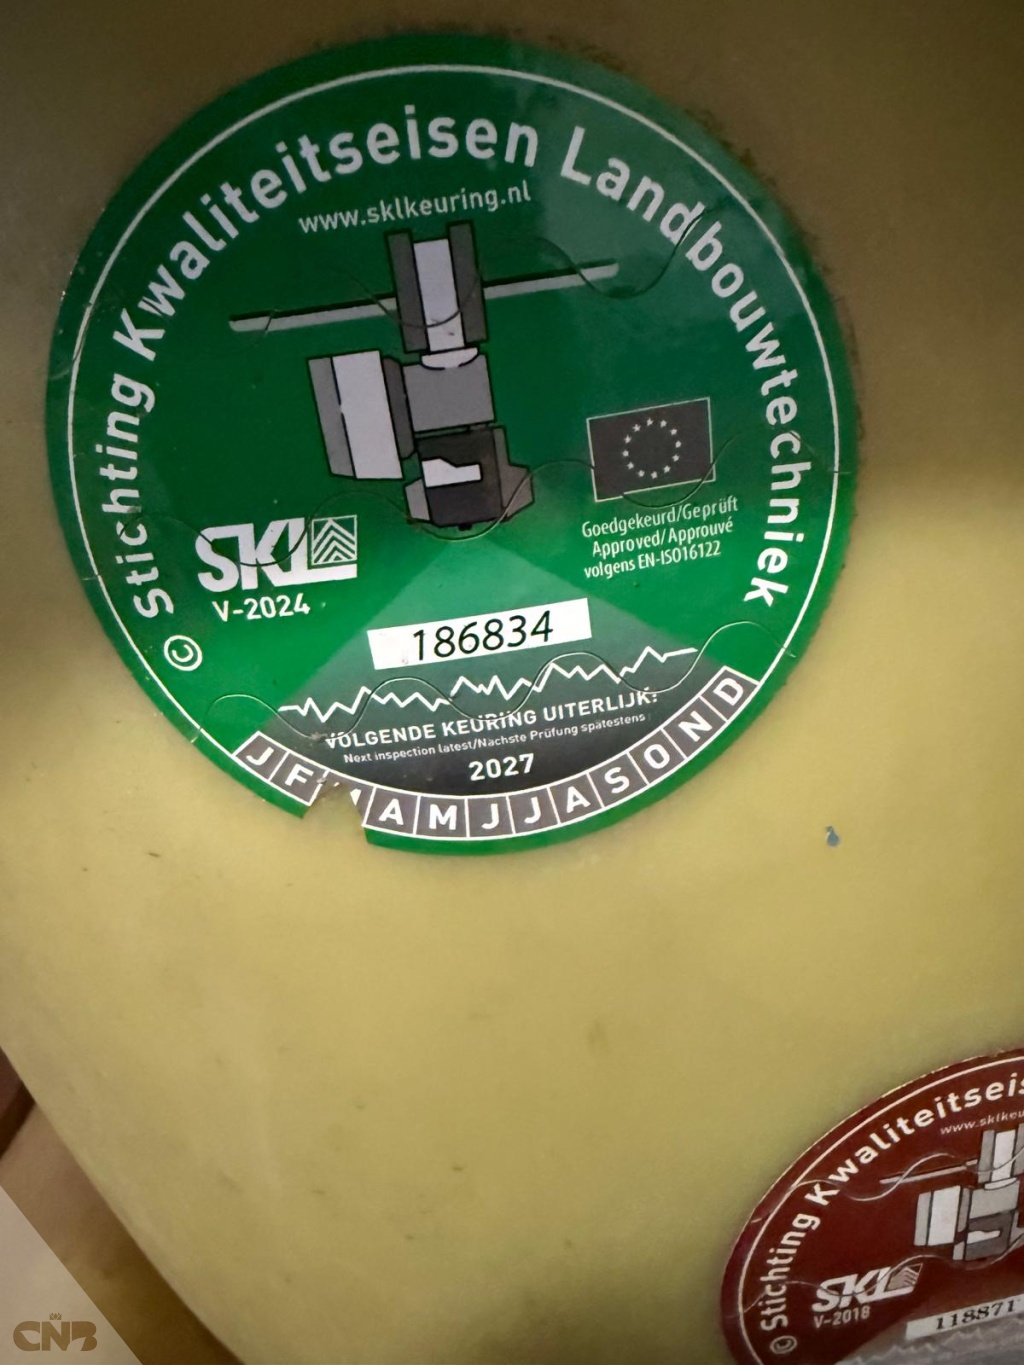 © Stichting Kwaliteitseisen Landbouwtechniek
www.sklkeuring.nl
Goedgekeurd/Geprüft
Approved/Approuvé
volgens EN-ISO16122
SKL
V-2024
186834
VOLGENDE KEURING UITERLIJK:
Next inspection latest/Nächste Prüfung spätestens
2027
J F A M J J A S O N D
© Stichting Kwaliteitseis
www.sklkeu
SKL
V-2018
118871
CNB